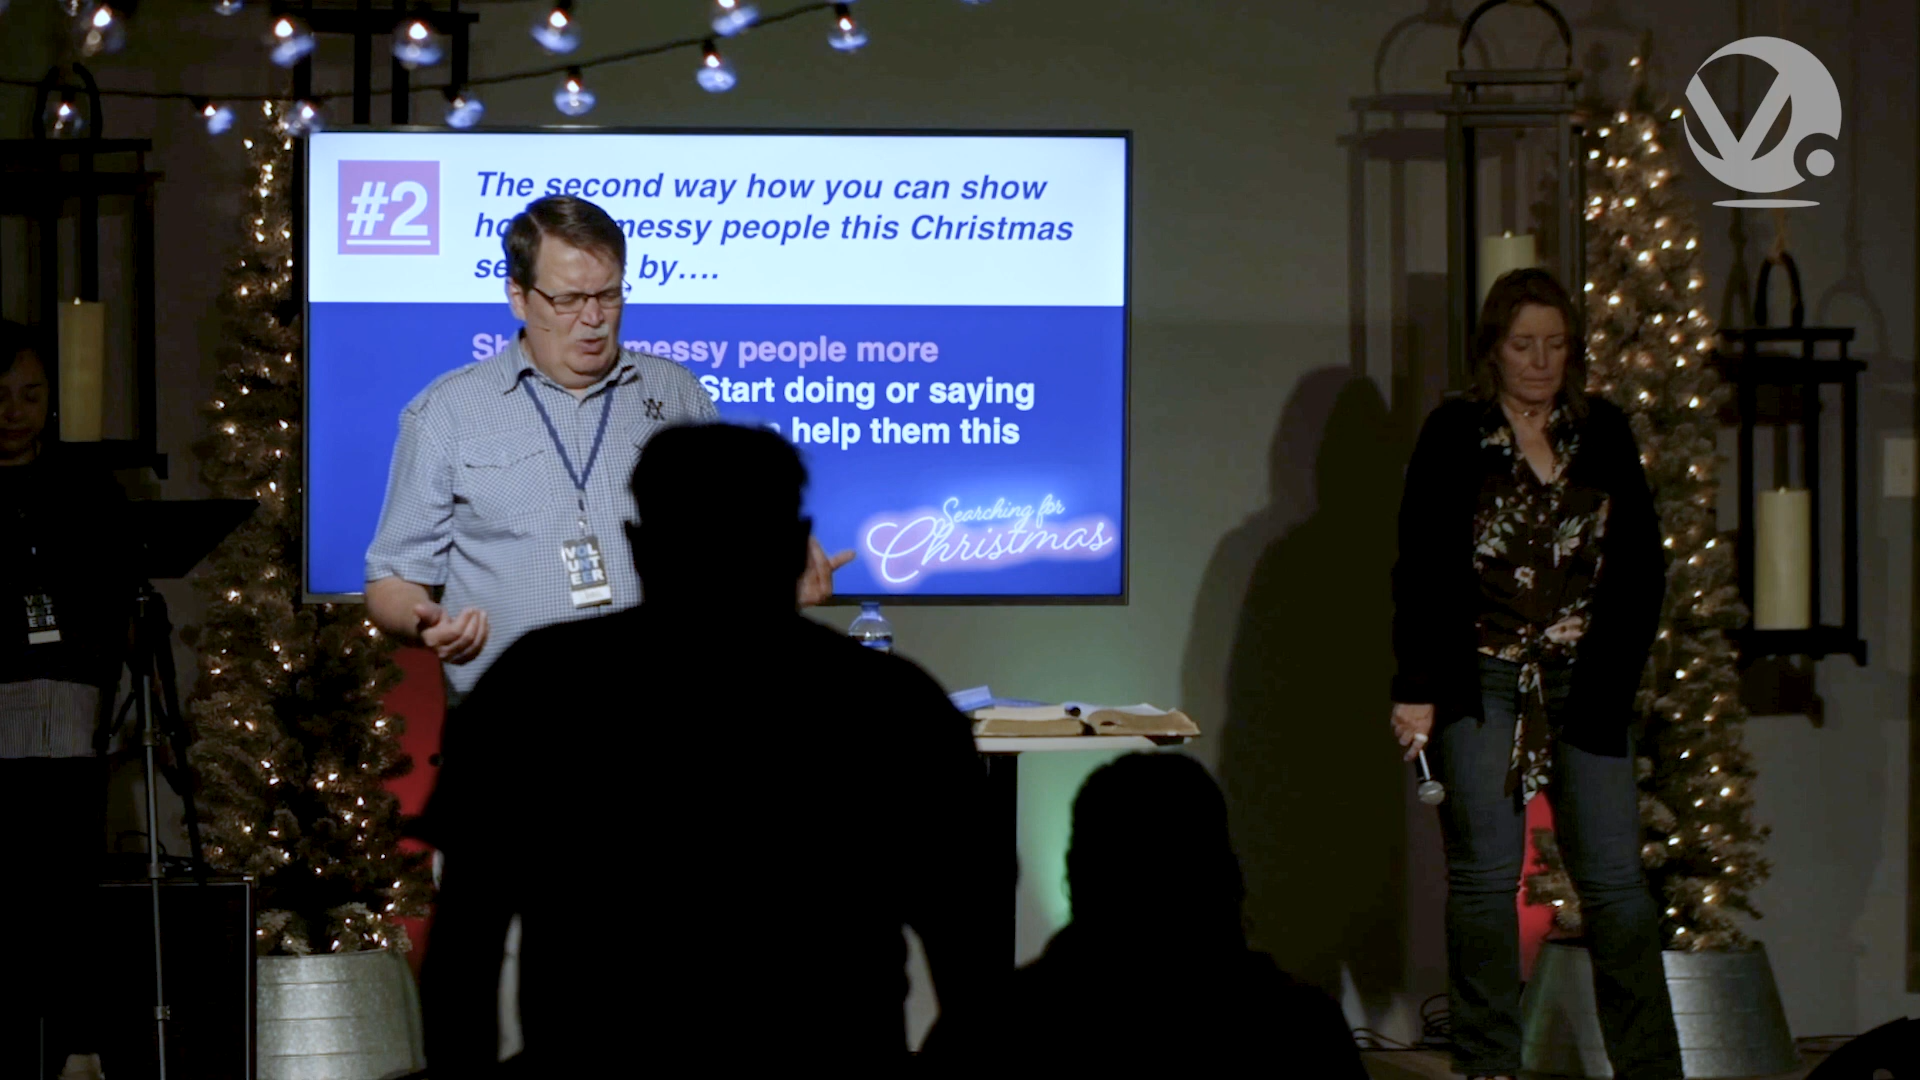 #2
The second way how you can show
messy people this Christmas
by....
messy people more
Start doing or saying
help them this
Searching for
Christmas
VOL
UNT
EER
VOL
UNT
EER
V.